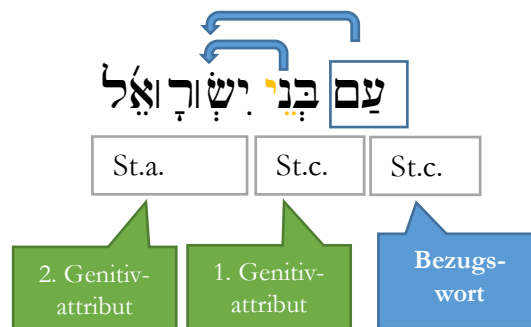 עַם בְּנֵי יִשְׂ׀רָ׀אֵ֫ל
St.a. St.c. St.c.
2. Genitiv-
attribut
1. Genitiv-
attribut
Bezugs-
wort